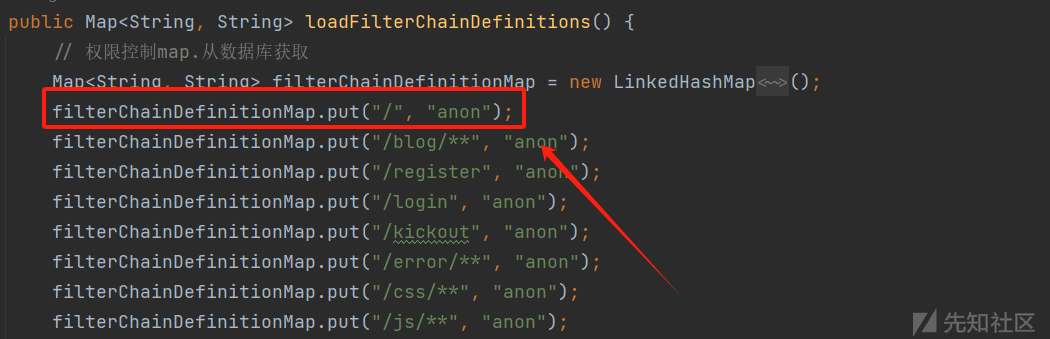 public Map<String, String> loadFilterChainDefinitions() {
// 权限控制map.从数据库获取
Map<String, String> filterChainDefinitionMap = new LinkedHashMap<~>();
filterChainDefinitionMap.put("/", "anon");
filterChainDefinitionMap.put("/blog/**", "anon");
filterChainDefinitionMap.put("/register", "anon");
filterChainDefinitionMap.put("/login", "anon");
filterChainDefinitionMap.put("/kickout", "anon");
filterChainDefinitionMap.put("/error/**", "anon");
filterChainDefinitionMap.put("/css/**", "anon");
filterChainDefinitionMap.put("/js/**", "anon");
先知社区